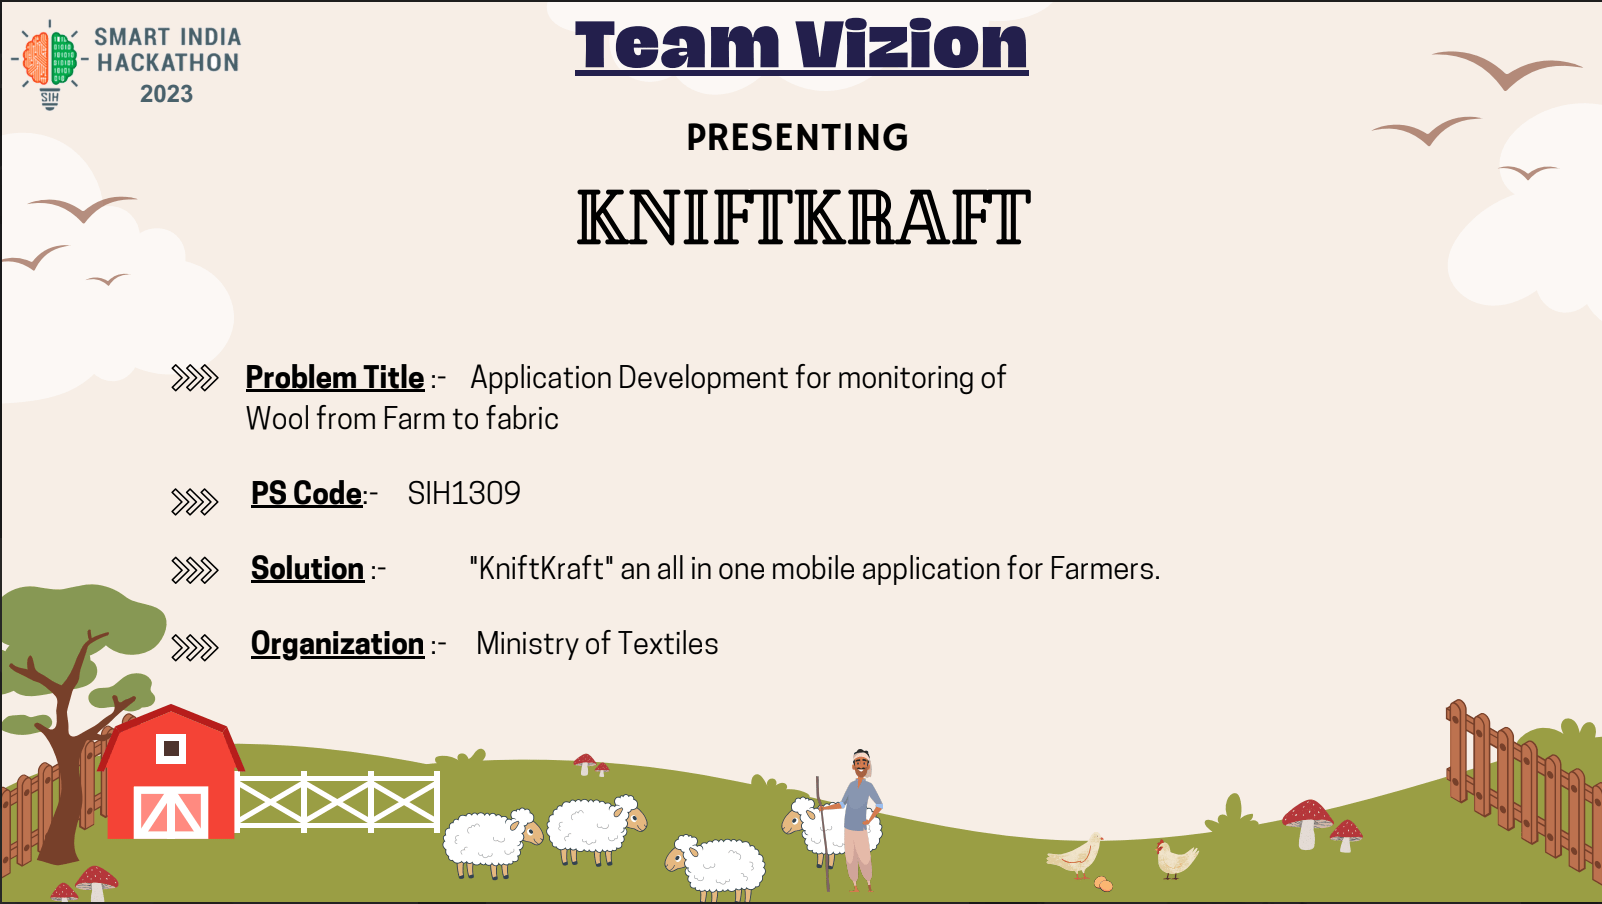 SMART INDIA
HACKATHON
2023
SIH
Team Vizion
PRESENTING
KNIFTKRAFT
Problem Title :- Application Development for monitoring of
Wool from Farm to fabric
PS Code:- SIH1309
Solution :- "KniftKraft" an all in one mobile application for Farmers.
Organization :- Ministry of Textiles